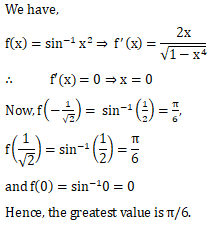 We have,
f(x) = sin⁻¹ x² ⇒ f′(x) = 2x/√(1 − x⁴)
∴ f′(x) = 0 ⇒ x = 0
Now, f(−1/√2) = sin⁻¹(1/2) = π/6,
f(1/√2) = sin⁻¹(1/2) = π/6
and f(0) = sin⁻¹0 = 0
Hence, the greatest value is π/6.